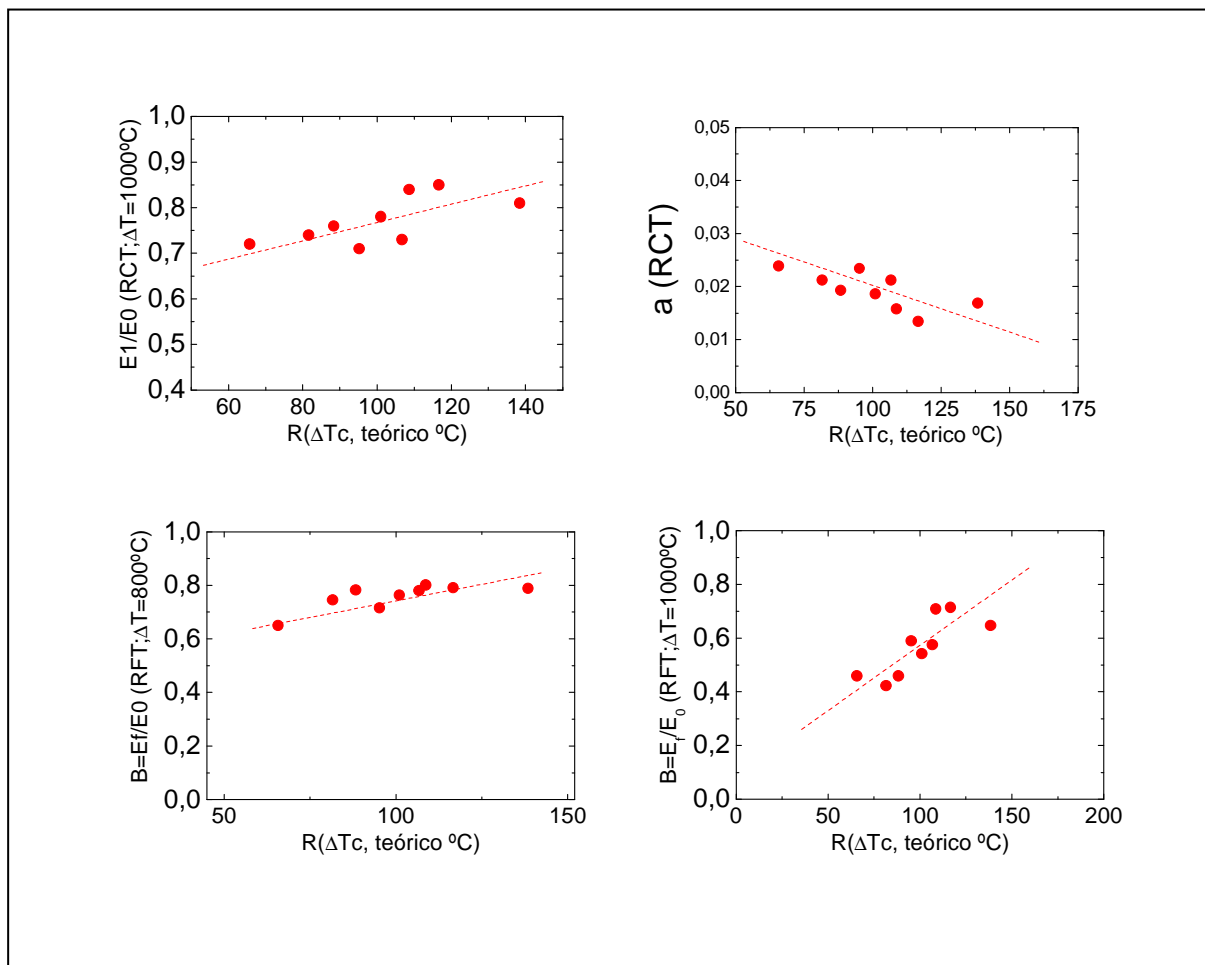 1,0
0,9
0,8
0,7
0,6
0,5
0,4
E1/E0 (RCT;ΔT=1000ºC)
60 80 100 120 140
R(ΔTc, teórico ºC)
0,05
0,04
0,03
0,02
0,01
0,00
a (RCT)
50 75 100 125 150 175
R(ΔTc, teórico ºC)
1,0
0,8
0,6
0,4
0,2
0,0
B=Ef/E0 (RFT;ΔT=800ºC)
50 100 150
R(ΔTc, teórico ºC)
1,0
0,8
0,6
0,4
0,2
0,0
B=E_f/E_0 (RFT;ΔT=1000ºC)
0 50 100 150 200
R(ΔTc, teórico ºC)